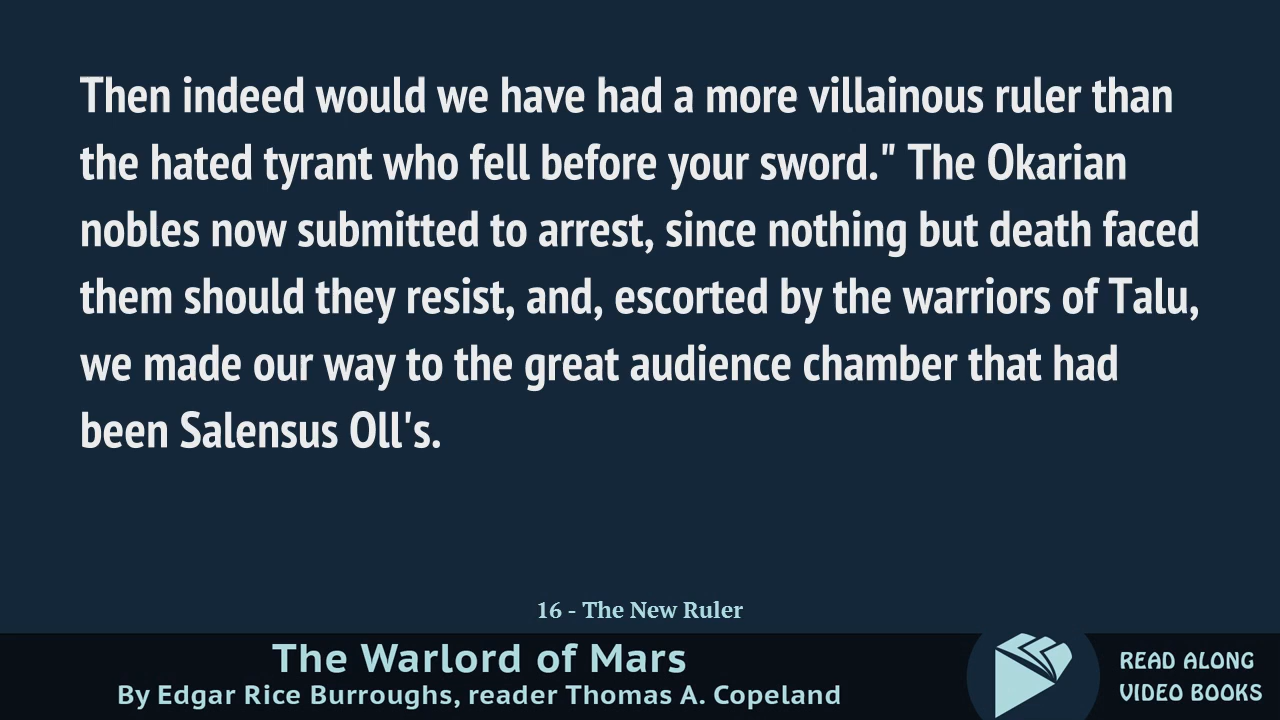 Then indeed would we have had a more villainous ruler than
the hated tyrant who fell before your sword." The Okarian
nobles now submitted to arrest, since nothing but death faced
them should they resist, and, escorted by the warriors of Talu,
we made our way to the great audience chamber that had
been Salensus Oll's.
16 - The New Ruler
The Warlord of Mars
By Edgar Rice Burroughs, reader Thomas A. Copeland
READ ALONG
VIDEO BOOKS